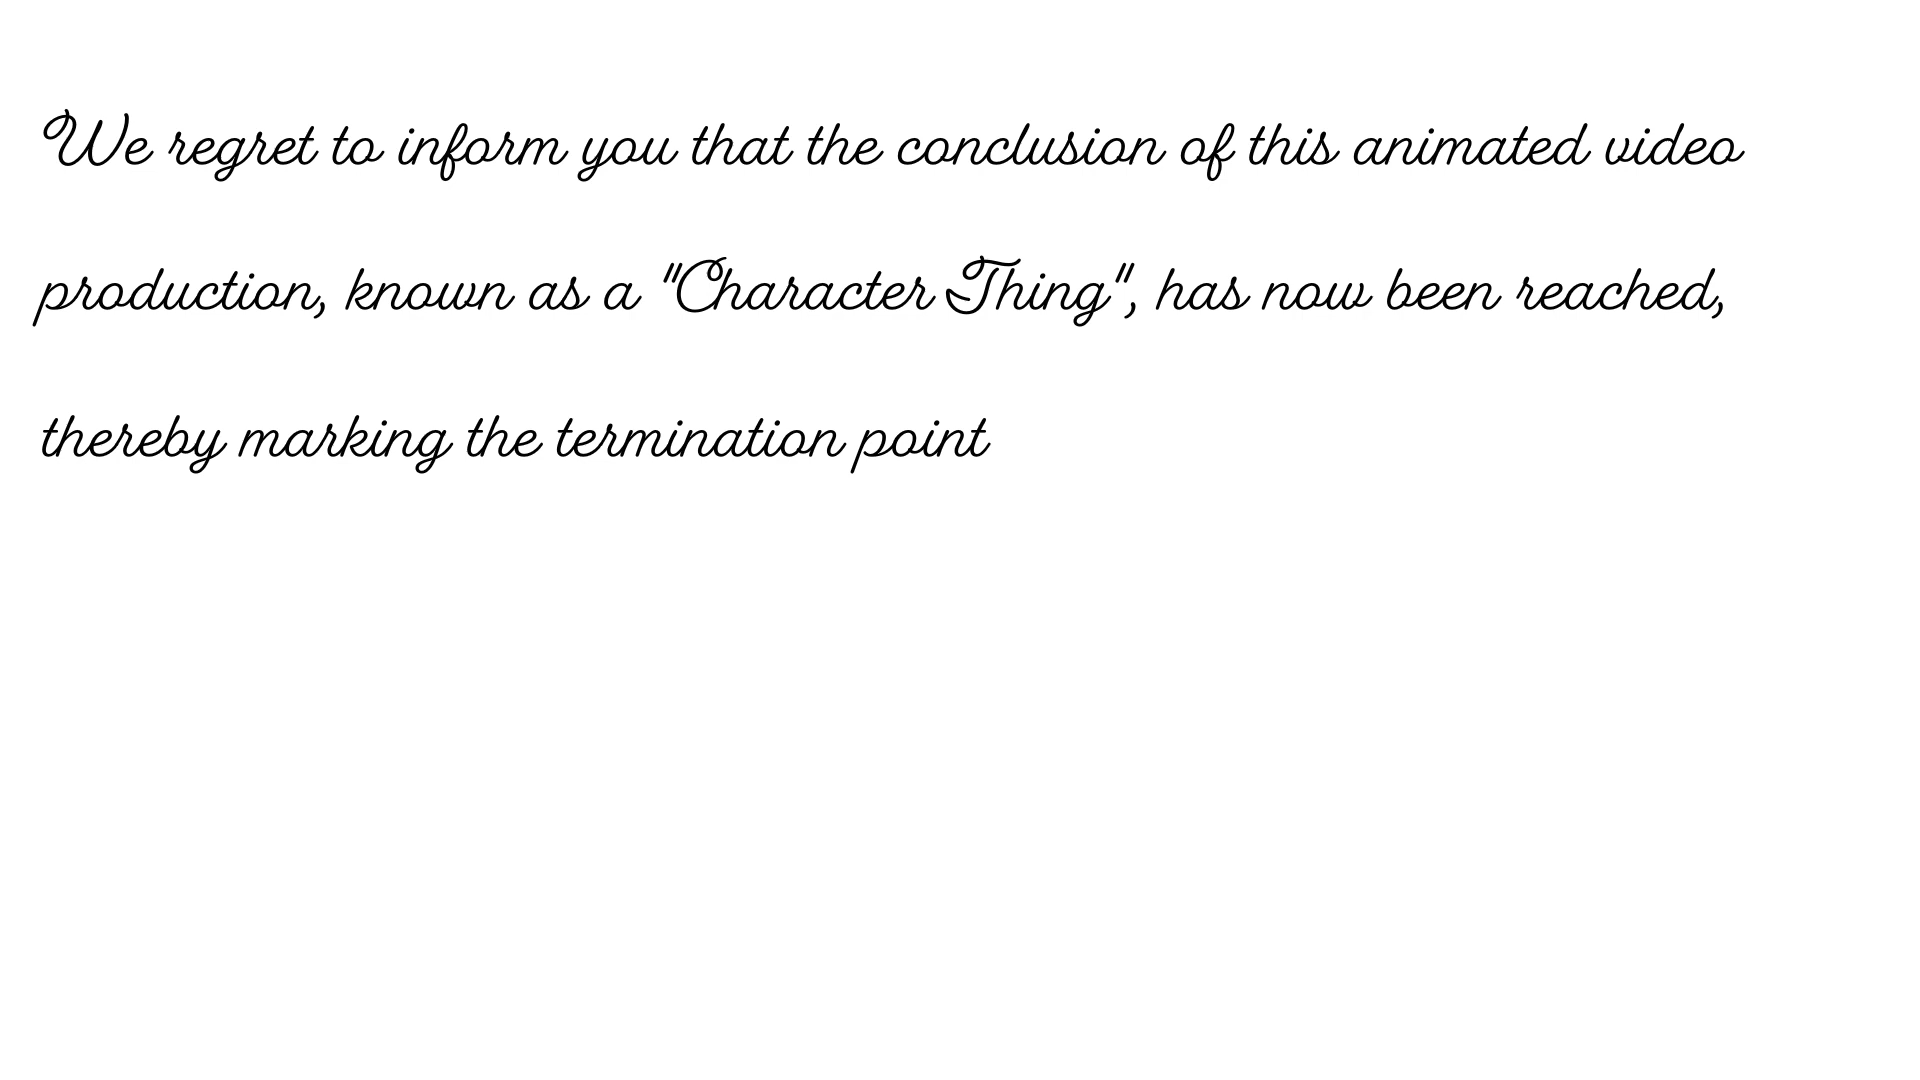 We regret to inform you that the conclusion of this animated video
production, known as a "Character Thing", has now been reached,
thereby marking the termination point